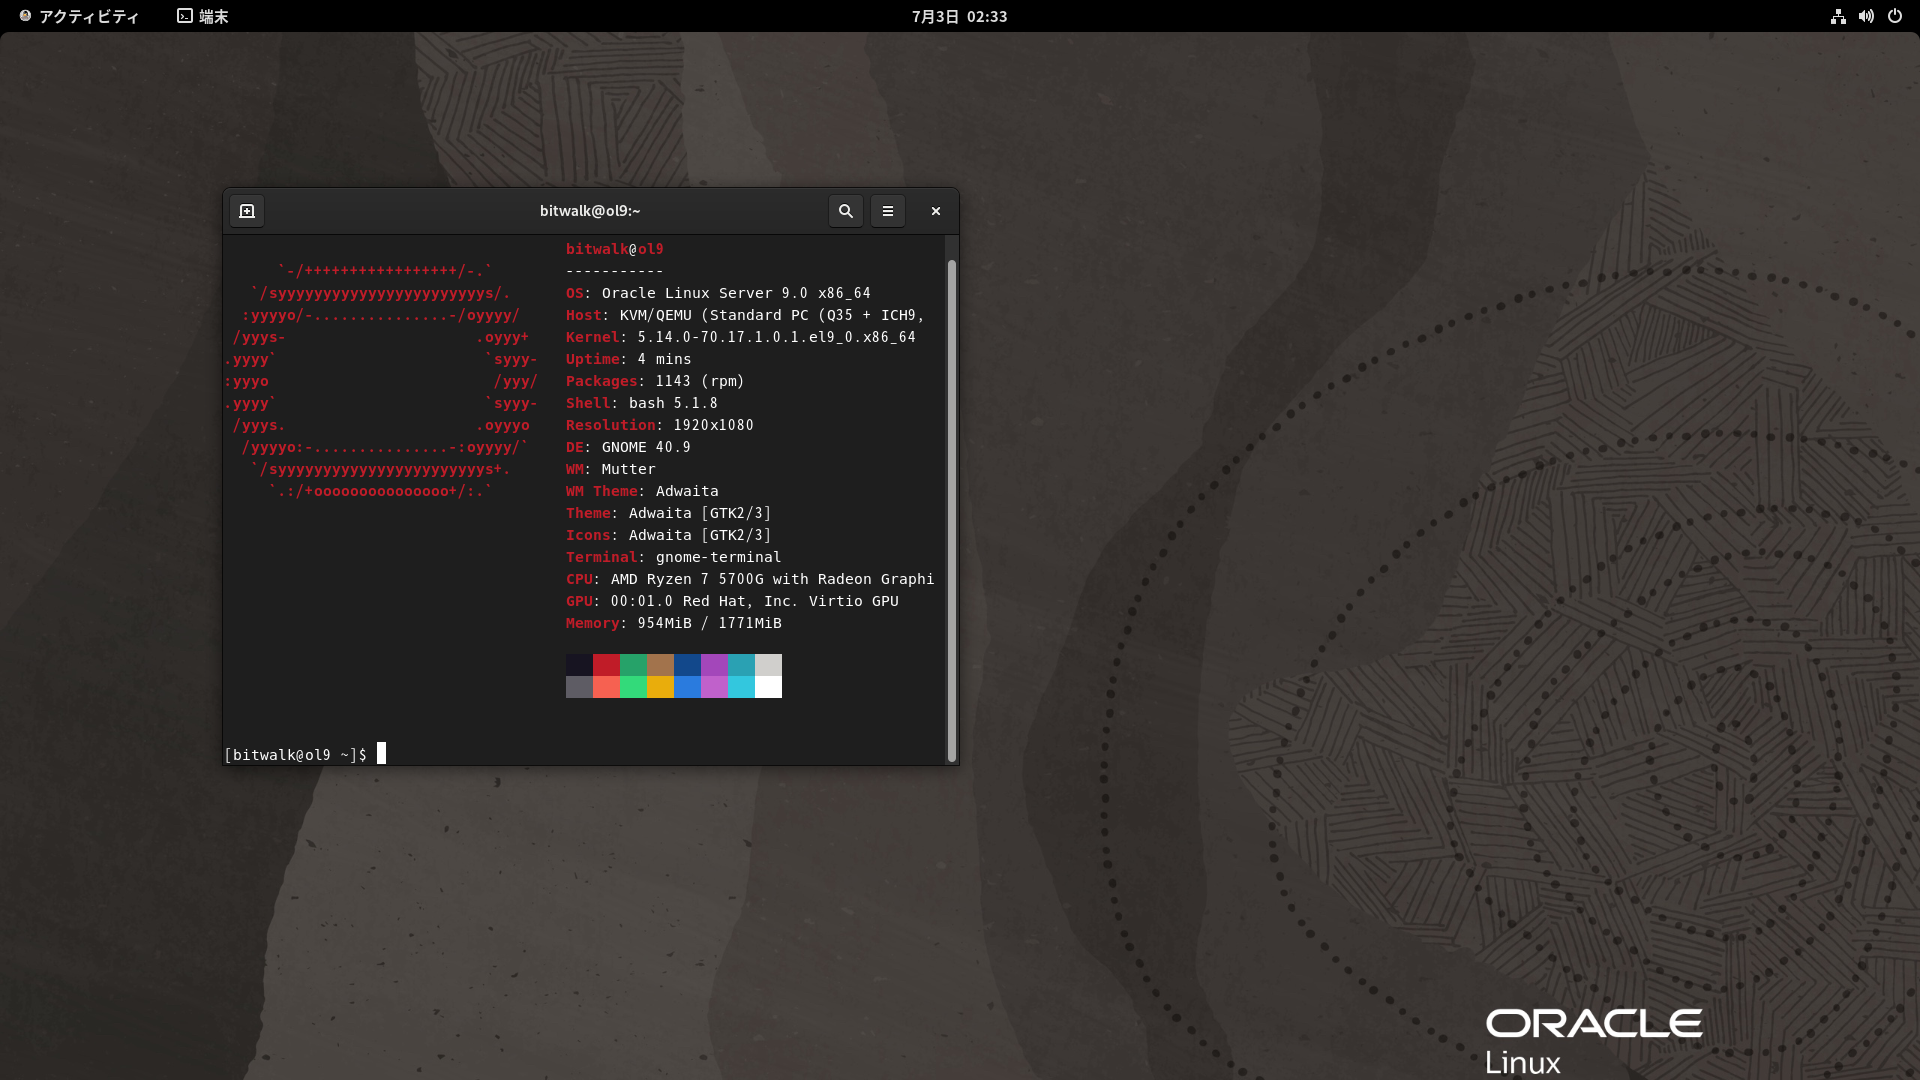 アクティビティ 端末 7月3日 02:33
bitwalk@ol9:~
bitwalk@ol9
-----------
`-/+++++++++++++++++/-.`
`/syyyyyyyyyyyyyyyyyyyyyyys/.
:yyyyo/-...............-/oyyyy/
/yyys-                     .oyyy+
.yyyy`                       `syyy-
:yyyo                         /yyy/
.yyyy`                       `syyy-
/yyys.                     .oyyyo
/yyyyo:-...............-:oyyyy/`
`/syyyyyyyyyyyyyyyyyyyyyyys+.
`.:/+ooooooooooooooo+/:.`
OS: Oracle Linux Server 9.0 x86_64
Host: KVM/QEMU (Standard PC (Q35 + ICH9,
Kernel: 5.14.0-70.17.1.0.1.el9_0.x86_64
Uptime: 4 mins
Packages: 1143 (rpm)
Shell: bash 5.1.8
Resolution: 1920x1080
DE: GNOME 40.9
WM: Mutter
WM Theme: Adwaita
Theme: Adwaita [GTK2/3]
Icons: Adwaita [GTK2/3]
Terminal: gnome-terminal
CPU: AMD Ryzen 7 5700G with Radeon Graphi
GPU: 00:01.0 Red Hat, Inc. Virtio GPU
Memory: 954MiB / 1771MiB
[bitwalk@ol9 ~]$
ORACLE
Linux